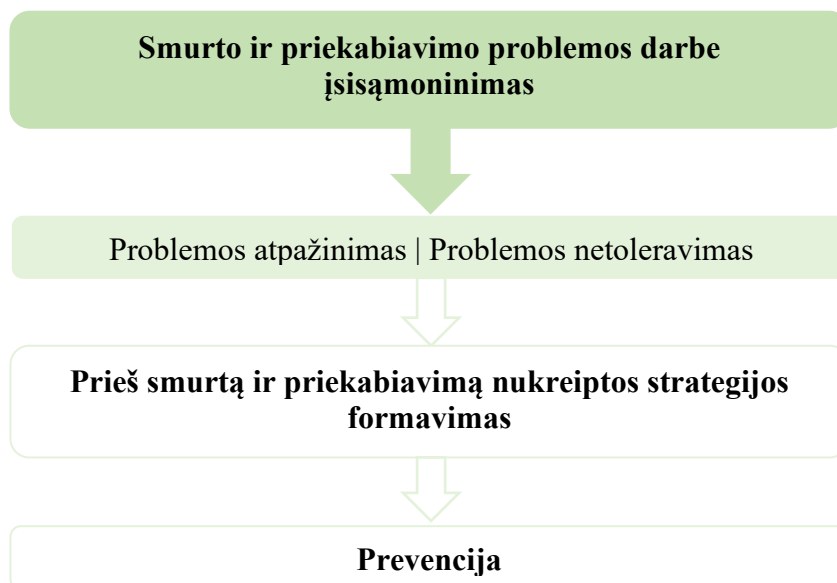 Smurto ir priekabiavimo problemos darbe
įsisąmoninimas
Problemos atpažinimas | Problemos netoleravimas
Prieš smurtą ir priekabiavimą nukreiptos strategijos
formavimas
Prevencija